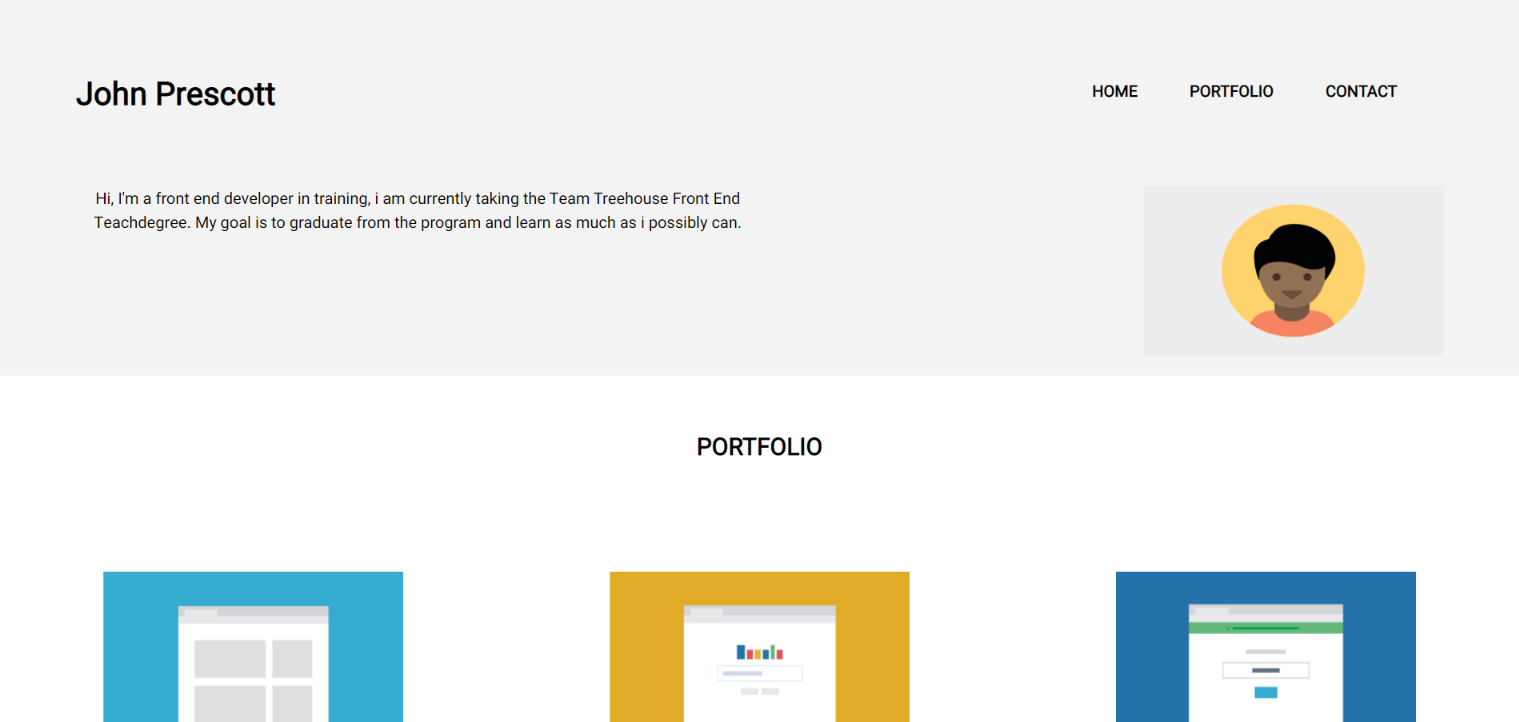 John Prescott
HOME PORTFOLIO CONTACT
Hi, I'm a front end developer in training, i am currently taking the Team Treehouse Front End
Teachdegree. My goal is to graduate from the program and learn as much as i possibly can.
PORTFOLIO